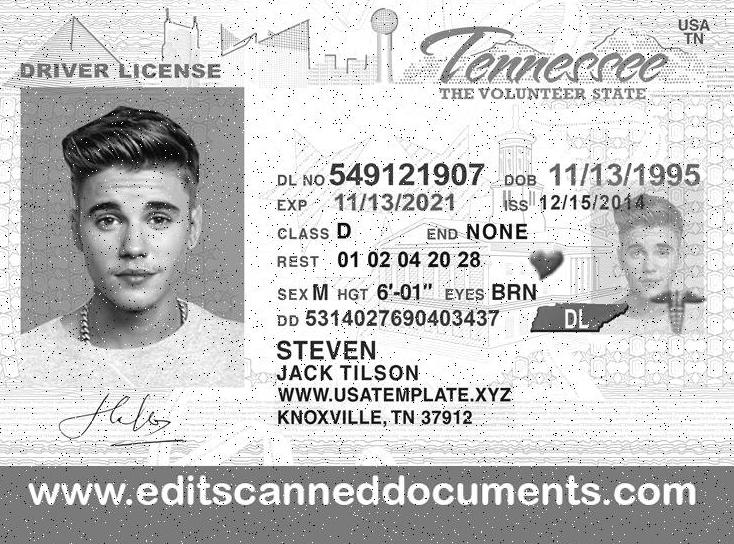 USA
TN
Tennessee
DRIVER LICENSE
THE VOLUNTEER STATE
DL NO 549121907 DOB 11/13/1995
EXP 11/13/2021 ISS 12/15/2014
CLASS D END NONE
REST 01 02 04 20 28
SEX M HGT 6'-01" EYES BRN
DD 5314027690403437
DL
STEVEN
JACK TILSON
WWW.USATEMPLATE.XYZ
KNOXVILLE, TN 37912
www.editscanneddocuments.com